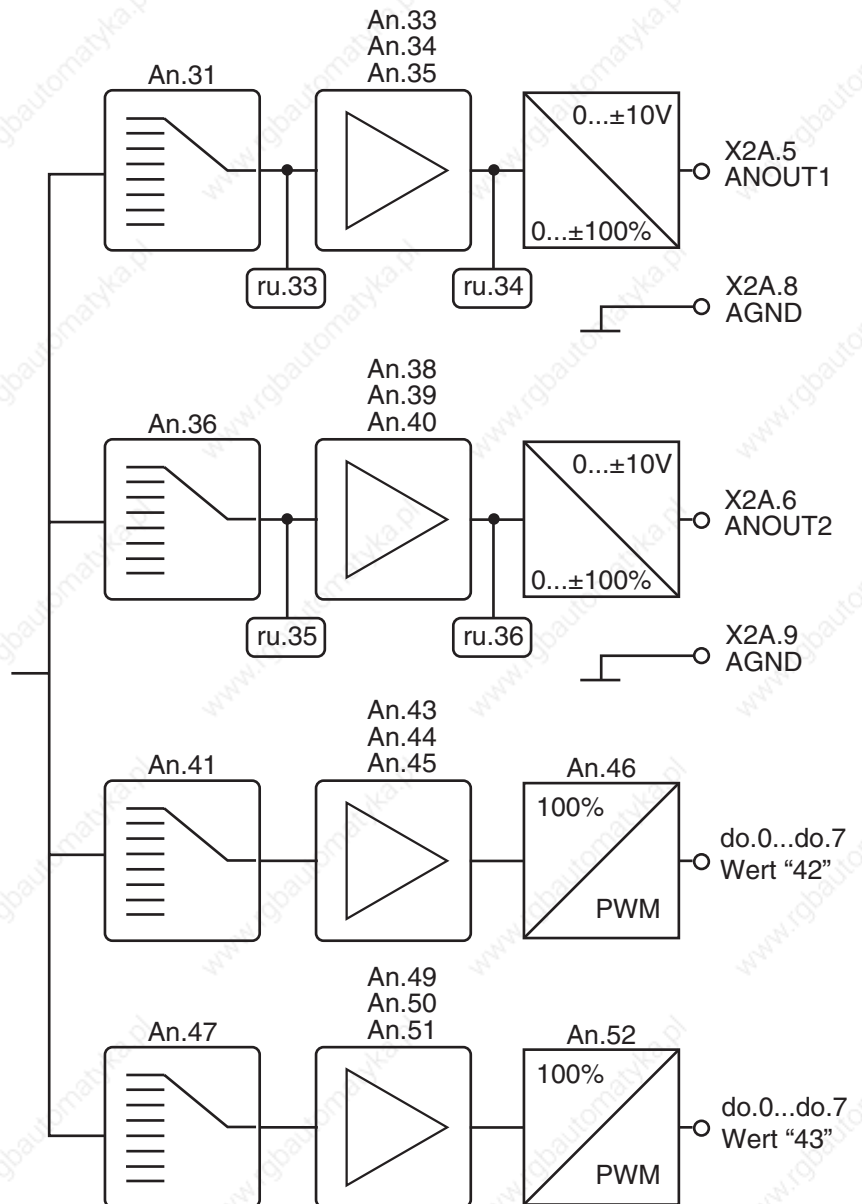 An.33
An.34
An.35
An.31
0...±10V
0...±100%
X2A.5
ANOUT1
ru.33
ru.34
X2A.8
AGND
An.38
An.39
An.40
An.36
0...±10V
0...±100%
X2A.6
ANOUT2
ru.35
ru.36
X2A.9
AGND
An.43
An.44
An.45
An.41
An.46
100%
PWM
do.0...do.7
Wert “42”
An.49
An.50
An.51
An.47
An.52
100%
PWM
do.0...do.7
Wert “43”
www.rgbautomatyka.pl